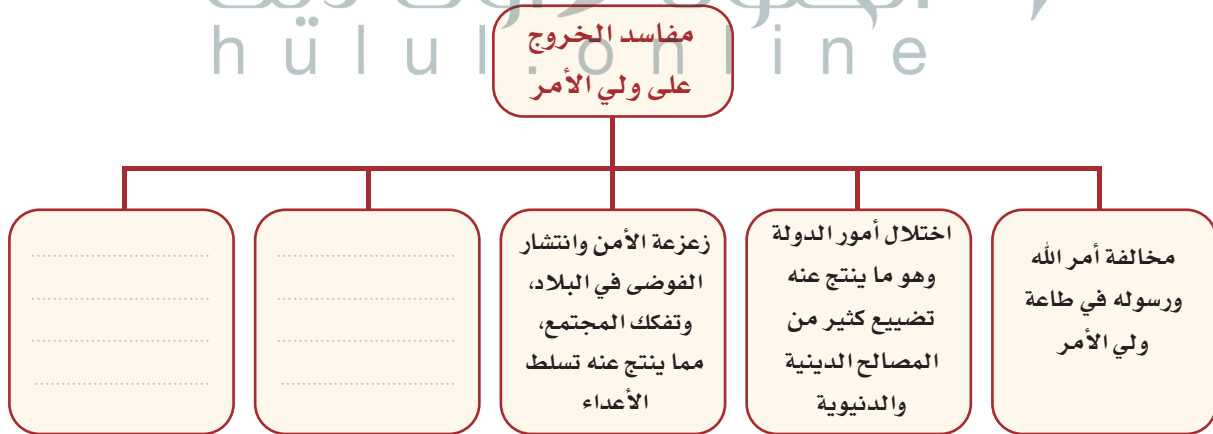 hülul.online
مفاسد الخروج
على ولي الأمر
مخالفة أمر الله
ورسوله في طاعة
ولي الأمر
اختلال أمور الدولة
وهو ما ينتج عنه
تضييع كثير من
المصالح الدينية
والدنيوية
زعزعة الأمن وانتشار
الفوضى في البلاد،
وتفكك المجتمع،
مما ينتج عنه تسلط
الأعداء